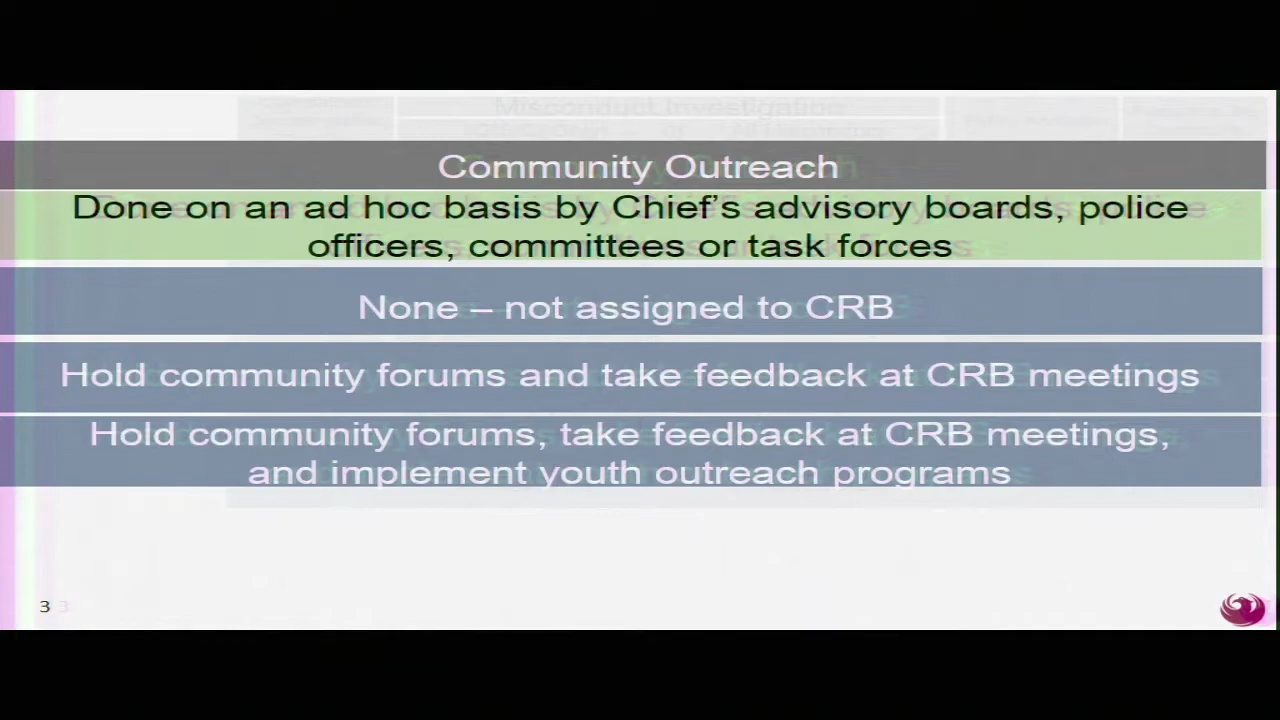 Misconduct Investigation
Community Outreach
Done on an ad hoc basis by Chief’s advisory boards, police
officers, committees or task forces
None – not assigned to CRB
Hold community forums and take feedback at CRB meetings
Hold community forums, take feedback at CRB meetings,
and implement youth outreach programs
3